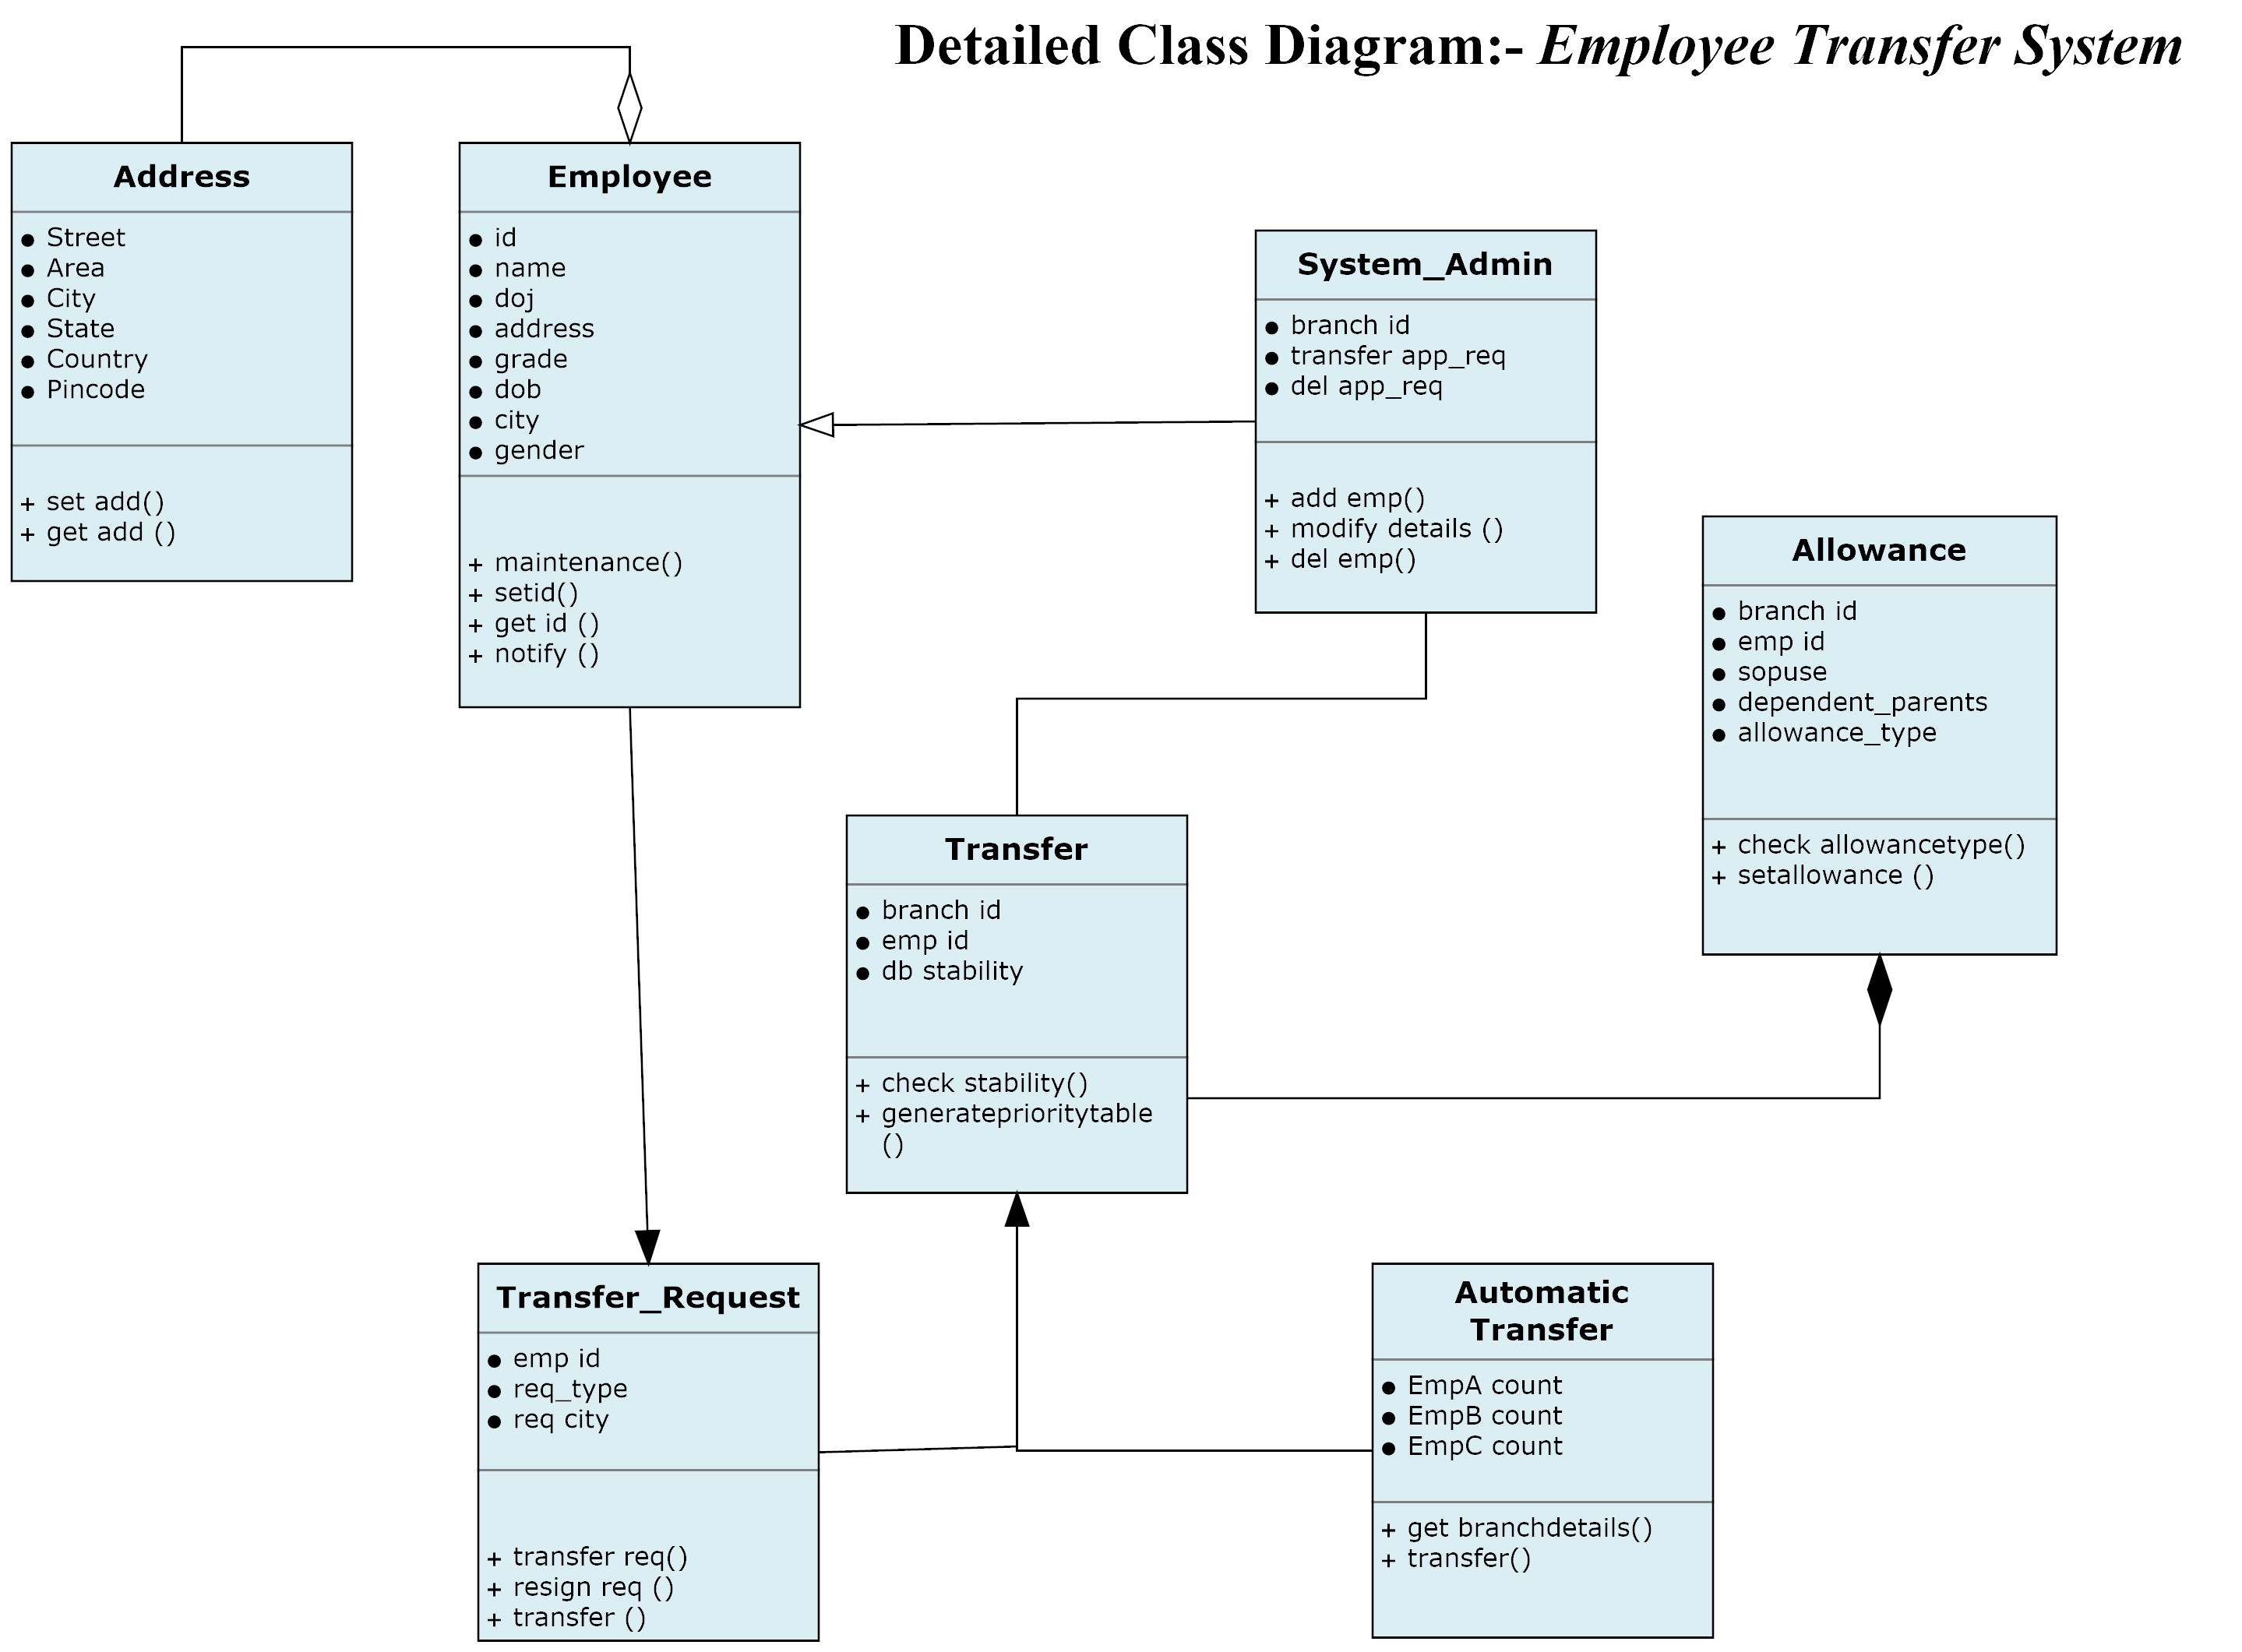 Detailed Class Diagram:- Employee Transfer System
Address
● Street
● Area
● City
● State
● Country
● Pincode
+ set add()
+ get add ()
Employee
● id
● name
● doj
● address
● grade
● dob
● city
● gender
+ maintenance()
+ setid()
+ get id ()
+ notify ()
System_Admin
● branch id
● transfer app_req
● del app_req
+ add emp()
+ modify details ()
+ del emp()
Allowance
● branch id
● emp id
● sopuse
● dependent_parents
● allowance_type
+ check allowancetype()
+ setallowance ()
Transfer
● branch id
● emp id
● db stability
+ check stability()
+ generateprioritytable
()
Transfer_Request
● emp id
● req_type
● req city
+ transfer req()
+ resign req ()
+ transfer ()
Automatic
Transfer
● EmpA count
● EmpB count
● EmpC count
+ get branchdetails()
+ transfer()